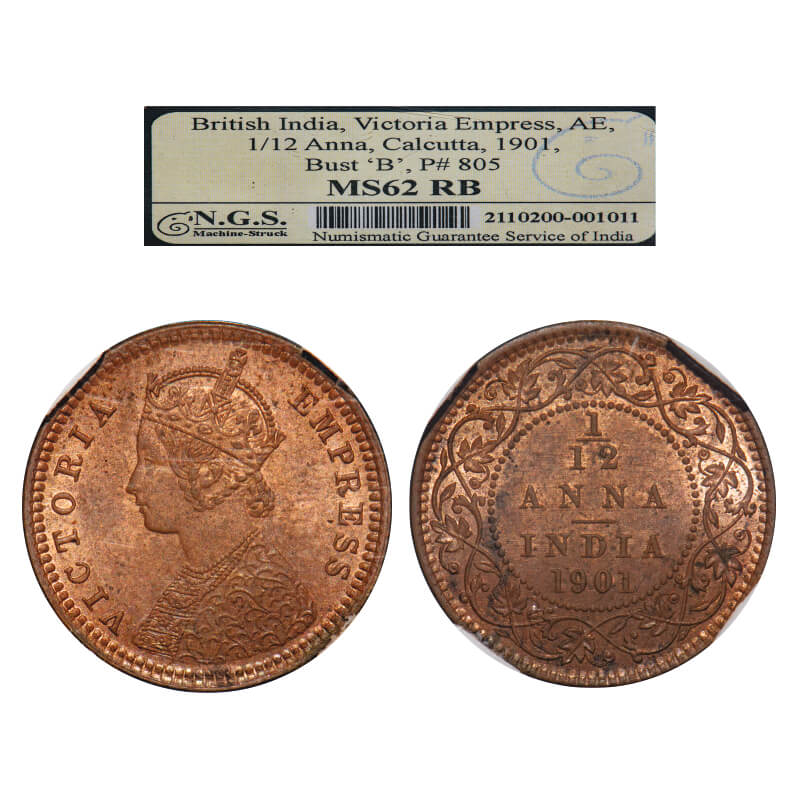 British India, Victoria Empress, AE,
1/12 Anna, Calcutta, 1901,
Bust ‘B’, P# 805
MS62 RB
N.G.S.
Machine-Struck
2110200-001011
Numismatic Guarantee Service of India
VICTORIA EMPRESS
1
12
ANNA
INDIA
1901